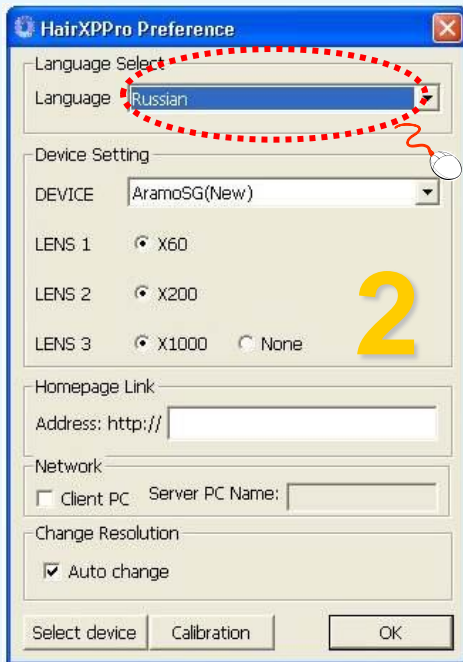 HairXPPro Preference
Language Select
Language Russian
Device Setting
DEVICE AramoSG(New)
LENS 1 X60
LENS 2 X200
LENS 3 X1000 None
2
Homepage Link
Address: http://
Network
Client PC Server PC Name:
Change Resolution
Auto change
Select device Calibration OK